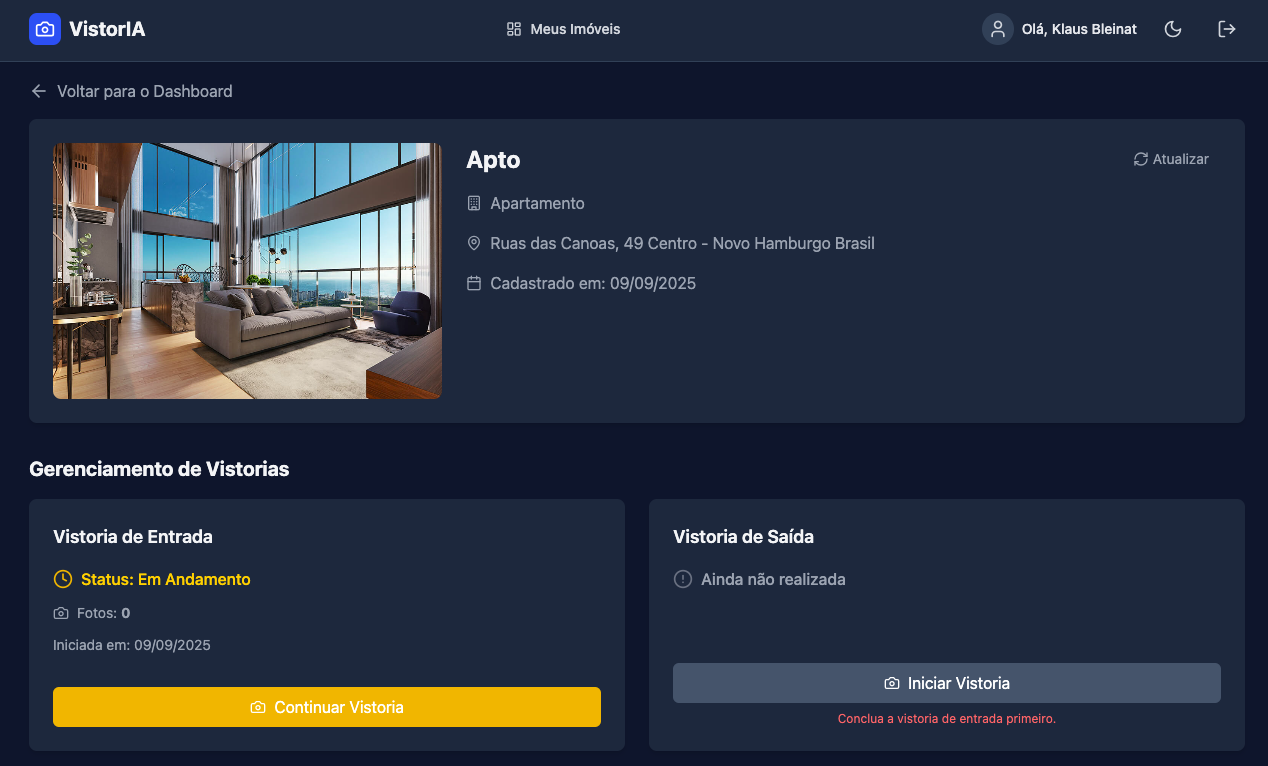 VistorIA
Meus Imóveis
Olá, Klaus Bleinat
Voltar para o Dashboard
Apto
Atualizar
Apartamento
Ruas das Canoas, 49 Centro - Novo Hamburgo Brasil
Cadastrado em: 09/09/2025
Gerenciamento de Vistorias
Vistoria de Entrada
Status: Em Andamento
Fotos: 0
Iniciada em: 09/09/2025
Continuar Vistoria
Vistoria de Saída
Ainda não realizada
Iniciar Vistoria
Conclua a vistoria de entrada primeiro.